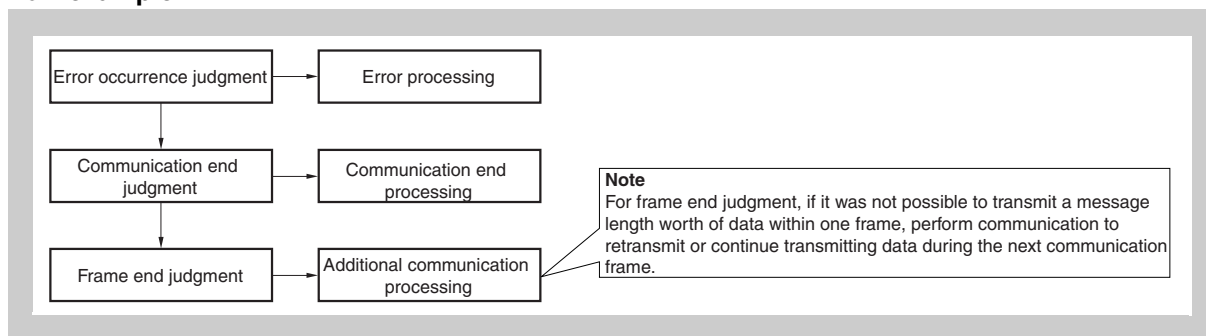 Error occurrence judgment
Error processing
Communication end
judgment
Communication end
processing
Frame end judgment
Additional communication
processing
Note
For frame end judgment, if it was not possible to transmit a message
length worth of data within one frame, perform communication to
retransmit or continue transmitting data during the next communication
frame.